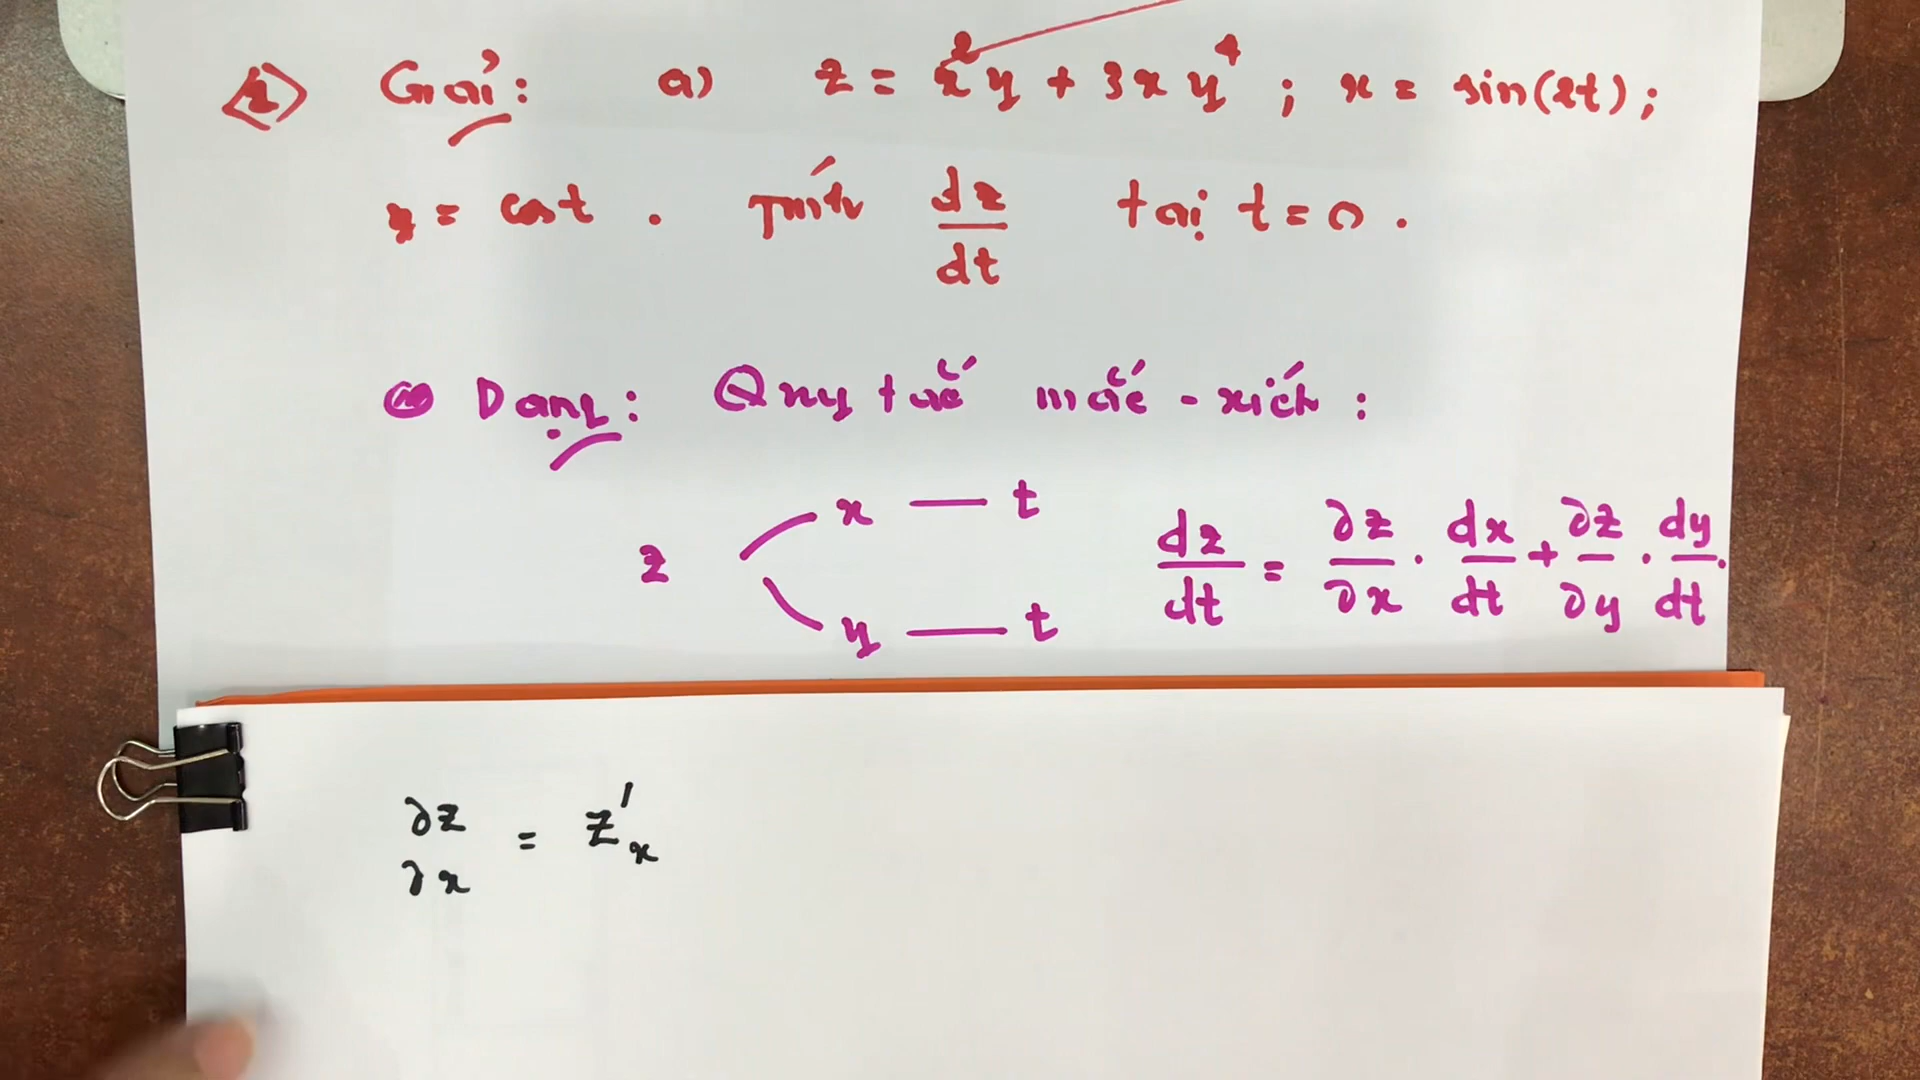 2 Giải: a) z = x²y + 3xy⁴ ; x = sin(2t);
y = cost . Tính dz/dt tại t = 0 .
Dạng: Quy tắc mắc - xích :
x — t
z
y — t
dz/dt = ∂z/∂x . dx/dt + ∂z/∂y . dy/dt .
∂z/∂x = z'ₓ